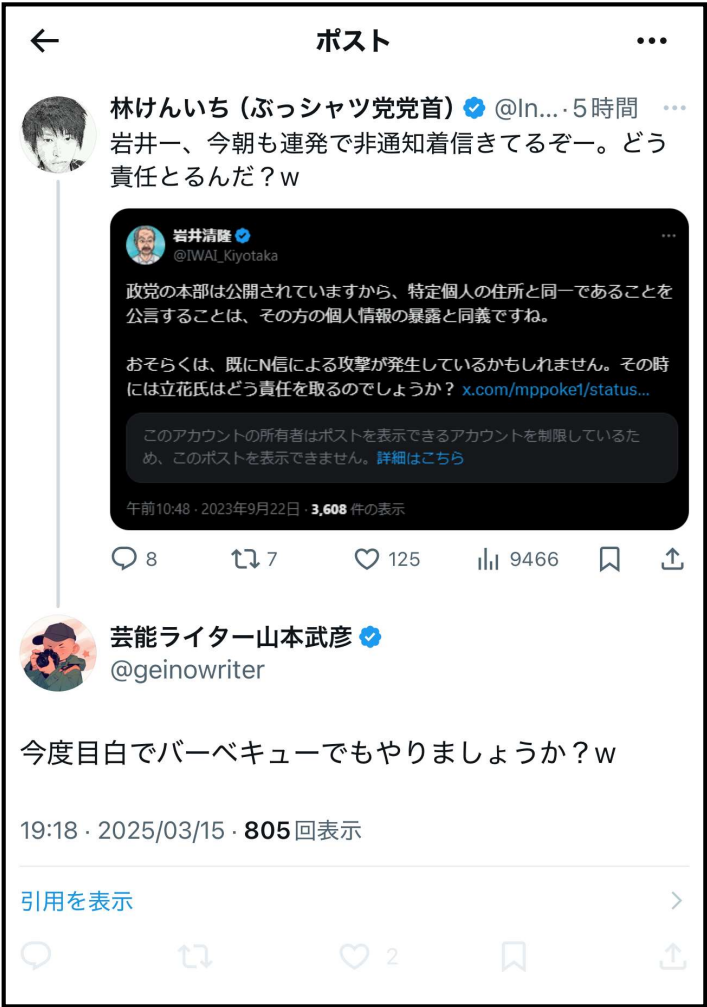 ポスト
林けんいち（ぶっシャツ党党首） @In... · 5時間
岩井一、今朝も連発で非通知着信きてるぞー。どう
責任とるんだ？w
岩井清隆
@IWAI_Kiyotaka
政党の本部は公開されていますから、特定個人の住所と同一であることを
公言することは、その方の個人情報の暴露と同義ですね。
おそらくは、既にN信による攻撃が発生しているかもしれません。その時
には立花氏はどう責任を取るのでしょうか？ x.com/mppoke1/status...
このアカウントの所有者はポストを表示できるアカウントを制限しているた
め、このポストを表示できません。詳細はこちら
午前10:48 · 2023年9月22日 · 3,608 件の表示
8 7 125 9466
芸能ライター山本武彦
@geinowriter
今度目白でバーベキューでもやりましょうか？w
19:18 · 2025/03/15 · 805回表示
引用を表示
2